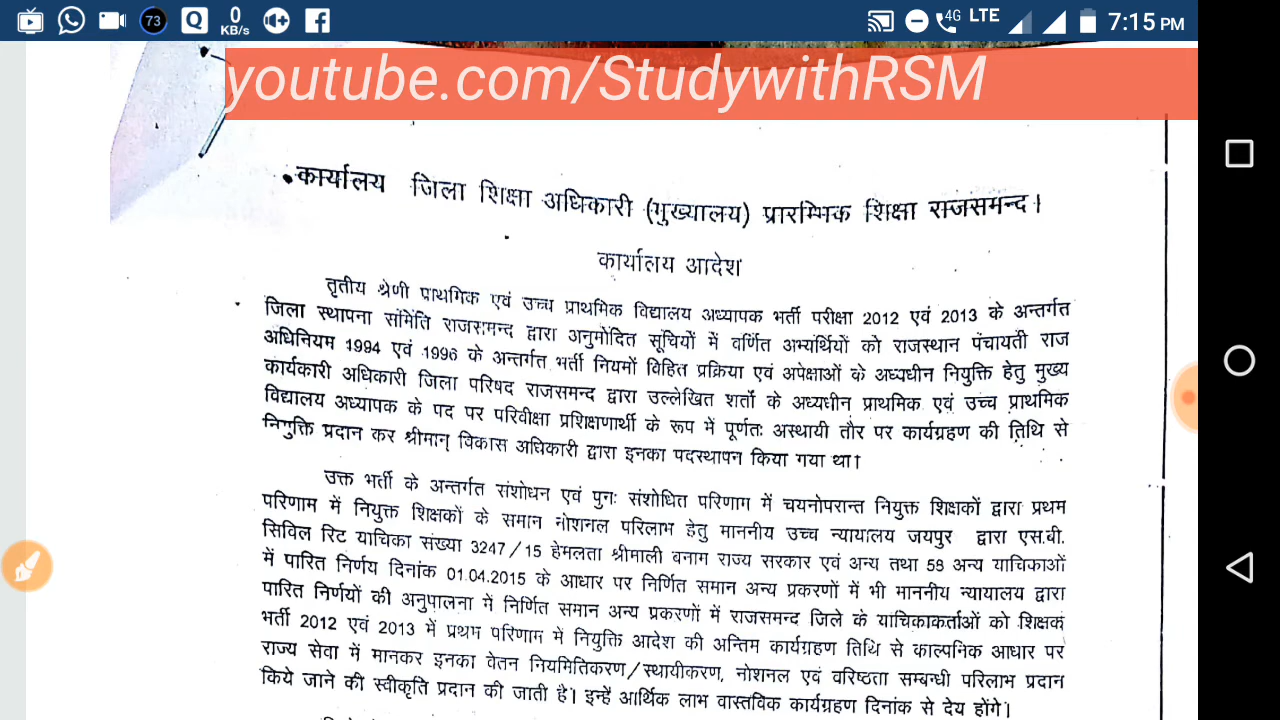 73 Q 0 KB/s 4G LTE 7:15 PM
youtube.com/StudywithRSM
कार्यालय जिला शिक्षा अधिकारी (मुख्यालय) प्रारम्भिक शिक्षा राजसमन्द।
कार्यालय आदेश
तृतीय श्रेणी प्राथमिक एवं उच्च प्राथमिक विद्यालय अध्यापक भर्ती परीक्षा 2012 एवं 2013 के अन्तर्गत
जिला स्थापना समिति राजसमन्द द्वारा अनुमोदित सूचियों में वर्णित अभ्यर्थियों को राजस्थान पंचायती राज
अधिनियम 1994 एवं 1996 के अन्तर्गत भर्ती नियमों विहित प्रक्रिया एवं अपेक्षाओं के अध्यधीन नियुक्ति हेतु मुख्य
कार्यकारी अधिकारी जिला परिषद राजसमन्द द्वारा उल्लेखित शर्तों के अध्यधीन प्राथमिक एवं उच्च प्राथमिक
विद्यालय अध्यापक के पद पर परिवीक्षा प्रशिक्षणार्थी के रूप में पूर्णतः अस्थायी तौर पर कार्यग्रहण की तिथि से
नियुक्ति प्रदान कर श्रीमान् विकास अधिकारी द्वारा इनका पदस्थापन किया गया था।
उक्त भर्ती के अन्तर्गत संशोधन एवं पुनः संशोधित परिणाम में चयनोपरान्त नियुक्त शिक्षकों द्वारा प्रथम
परिणाम में नियुक्त शिक्षकों के समान नोशनल परिलाभ हेतु माननीय उच्च न्यायालय जयपुर द्वारा एस.बी.
सिविल रिट याचिका संख्या 3247/15 हेमलता श्रीमाली बनाम राज्य सरकार एवं अन्य तथा 58 अन्य याचिकाओं
में पारित निर्णय दिनांक 01.04.2015 के आधार पर निर्णित समान अन्य प्रकरणों में भी माननीय न्यायालय द्वारा
पारित निर्णयों की अनुपालना में निर्णित समान अन्य प्रकरणों में राजसमन्द जिले के याचिकाकर्ताओं को शिक्षक
भर्ती 2012 एवं 2013 में प्रथम परिणाम में नियुक्ति आदेश की अन्तिम कार्यग्रहण तिथि से काल्पनिक आधार पर
राज्य सेवा में मानकर इनका वेतन नियमितिकरण/स्थायीकरण, नोशनल एवं वरिष्ठता सम्बन्धी परिलाभ प्रदान
किये जाने की स्वीकृति प्रदान की जाती है। इन्हें आर्थिक लाभ वास्तविक कार्यग्रहण दिनांक से देय होंगे।